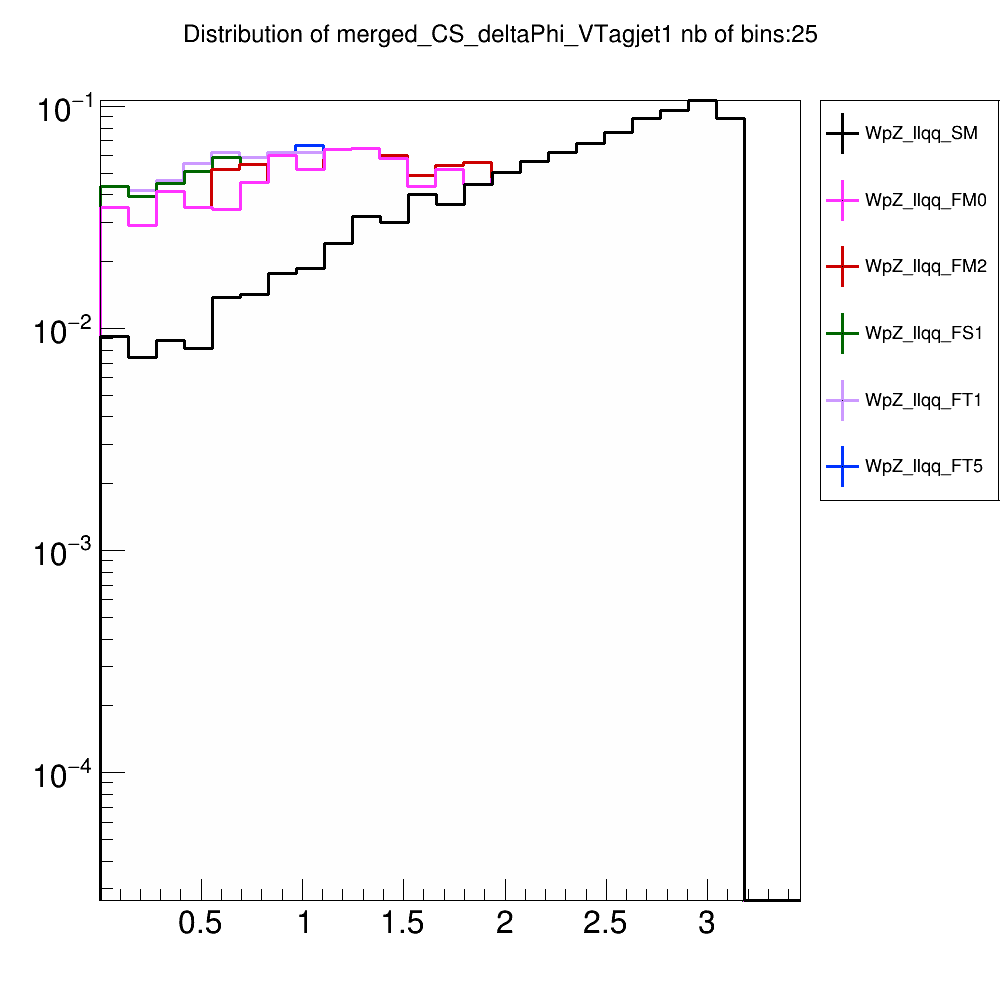 Distribution of merged_CS_deltaPhi_VTagjet1 nb of bins:25
10⁻¹
10⁻²
10⁻³
10⁻⁴
0.5 1 1.5 2 2.5 3
WpZ_llqq_SM
WpZ_llqq_FM0
WpZ_llqq_FM2
WpZ_llqq_FS1
WpZ_llqq_FT1
WpZ_llqq_FT5